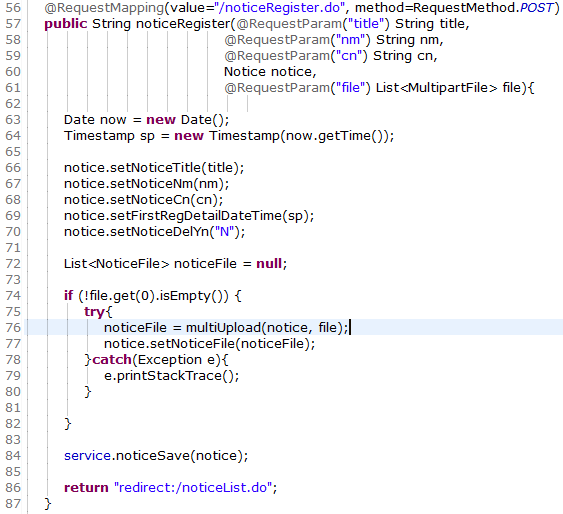 56 @RequestMapping(value="/noticeRegister.do", method=RequestMethod.POST)
57 public String noticeRegister(@RequestParam("title") String title,
58 @RequestParam("nm") String nm,
59 @RequestParam("cn") String cn,
60 Notice notice,
61 @RequestParam("file") List<MultipartFile> file){
62
63 Date now = new Date();
64 Timestamp sp = new Timestamp(now.getTime());
65
66 notice.setNoticeTitle(title);
67 notice.setNoticeNm(nm);
68 notice.setNoticeCn(cn);
69 notice.setFirstRegDetailDateTime(sp);
70 notice.setNoticeDelYn("N");
71
72 List<NoticeFile> noticeFile = null;
73
74 if (!file.get(0).isEmpty()) {
75 try{
76 noticeFile = multiUpload(notice, file);
77 notice.setNoticeFile(noticeFile);
78 }catch(Exception e){
79 e.printStackTrace();
80 }
81
82 }
83
84 service.noticeSave(notice);
85
86 return "redirect:/noticeList.do";
87 }